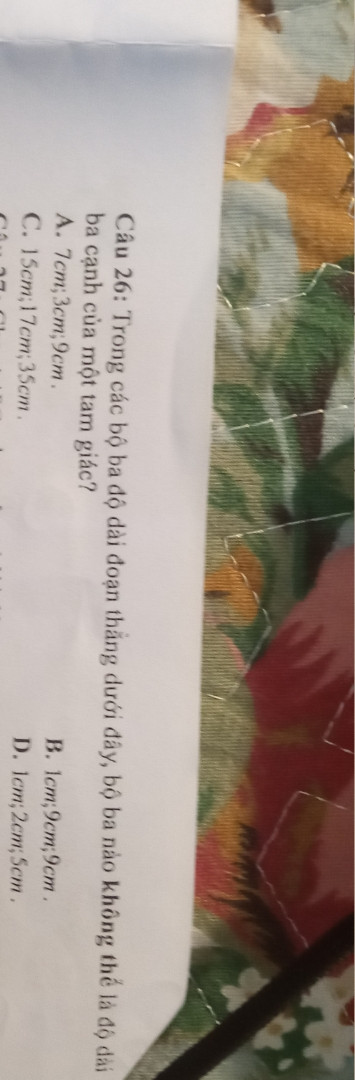 Câu 26: Trong các bộ ba độ dài đoạn thẳng dưới đây, bộ ba nào không thể là độ dài
ba cạnh của một tam giác?
A. 7cm;3cm;9cm. B. 1cm;9cm;9cm.
C. 15cm;17cm;35cm. D. 1cm;2cm;5cm.